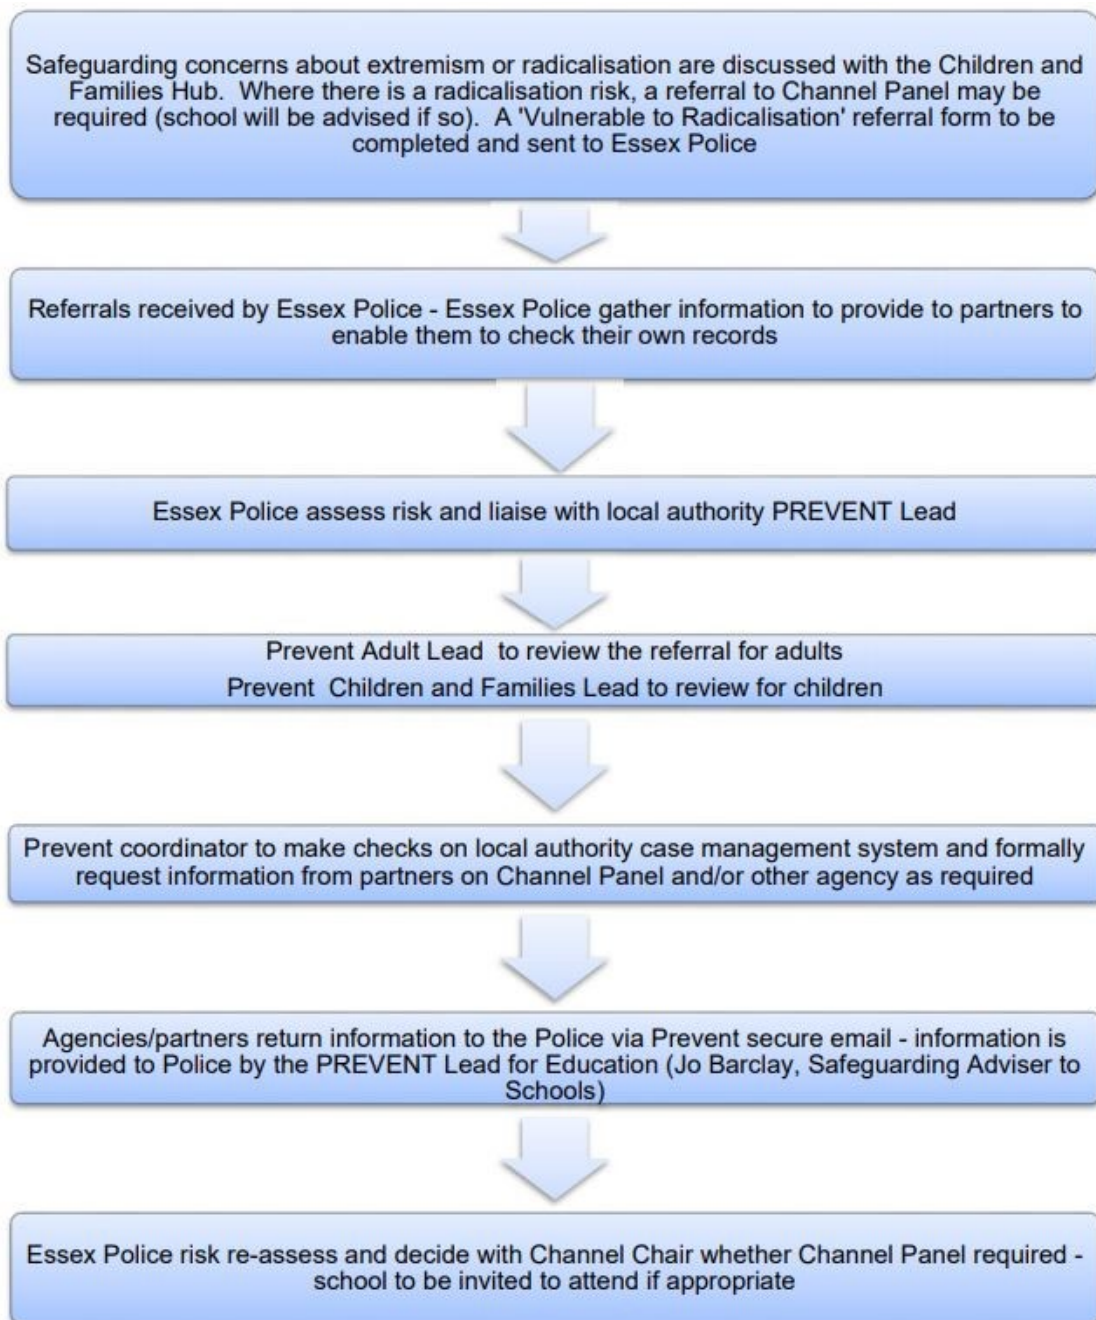 Safeguarding concerns about extremism or radicalisation are discussed with the Children and
Families Hub.  Where there is a radicalisation risk, a referral to Channel Panel may be
required (school will be advised if so).  A 'Vulnerable to Radicalisation' referral form to be
completed and sent to Essex Police
Referrals received by Essex Police - Essex Police gather information to provide to partners to
enable them to check their own records
Essex Police assess risk and liaise with local authority PREVENT Lead
Prevent Adult Lead  to review the referral for adults
Prevent  Children and Families Lead to review for children
Prevent coordinator to make checks on local authority case management system and formally
request information from partners on Channel Panel and/or other agency as required
Agencies/partners return information to the Police via Prevent secure email - information is
provided to Police by the PREVENT Lead for Education (Jo Barclay, Safeguarding Adviser to
Schools)
Essex Police risk re-assess and decide with Channel Chair whether Channel Panel required -
school to be invited to attend if appropriate